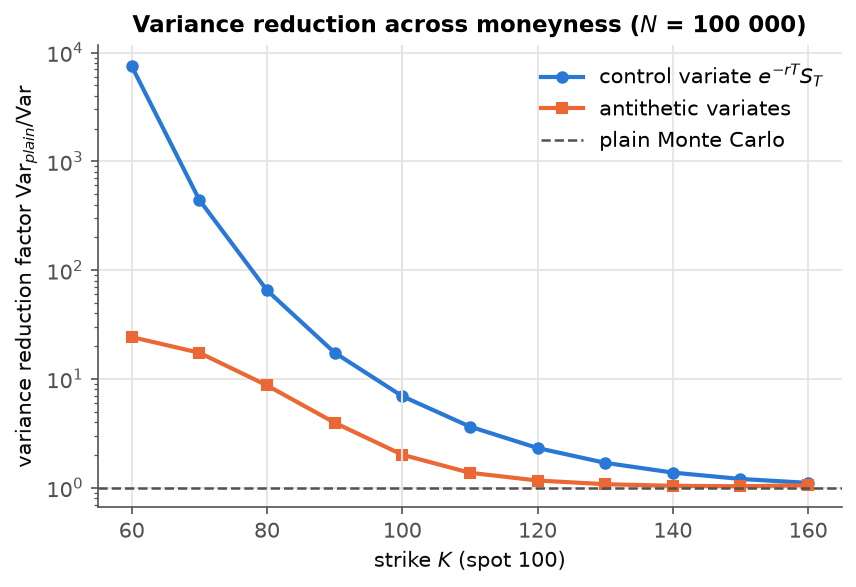 Variance reduction across moneyness (N = 100 000)
variance reduction factor Var_plain/Var
10^4
10^3
10^2
10^1
10^0
control variate e^{-rT}S_T
antithetic variates
plain Monte Carlo
60 80 100 120 140 160
strike K (spot 100)